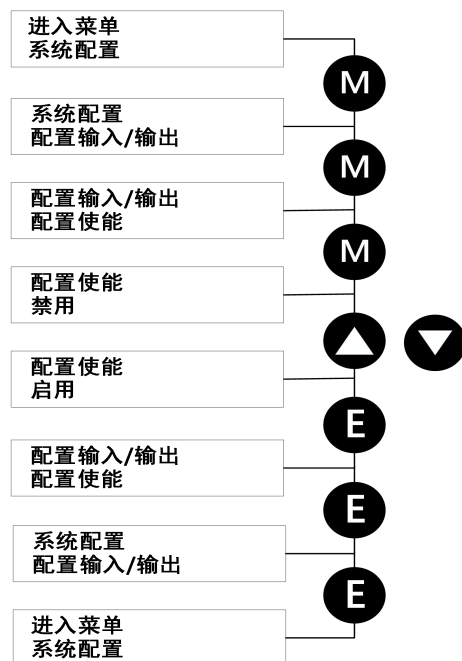 进入菜单
系统配置
M
系统配置
配置输入/输出
M
配置输入/输出
配置使能
M
配置使能
禁用
配置使能
启用
E
配置输入/输出
配置使能
E
系统配置
配置输入/输出
E
进入菜单
系统配置